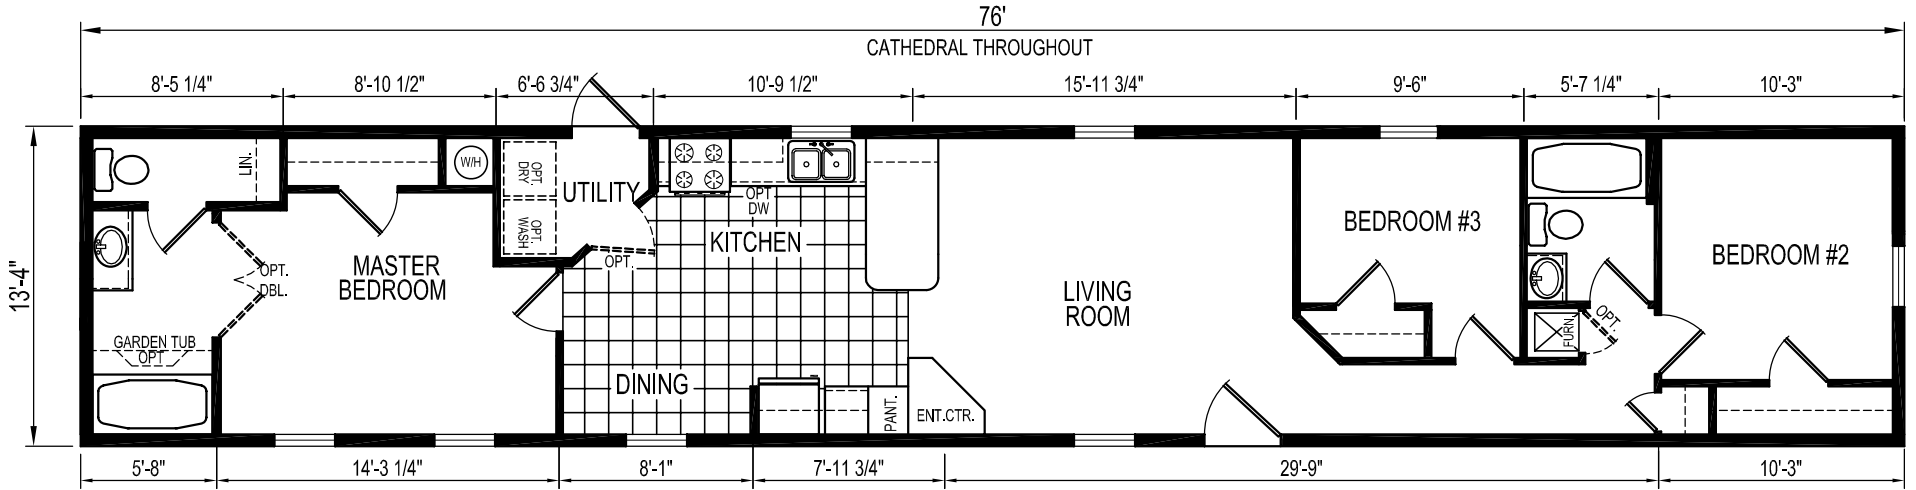 76'
CATHEDRAL THROUGHOUT
8'-5 1/4" 8'-10 1/2" 6'-6 3/4" 10'-9 1/2" 15'-11 3/4" 9'-6" 5'-7 1/4" 10'-3"
13'-4"
LIN.
W/H
OPT.
DRY
UTILITY
OPT.
WASH
OPT
DW
KITCHEN
OPT.
OPT.
DBL.
MASTER
BEDROOM
GARDEN TUB
OPT
DINING
PANT.
ENT.CTR.
LIVING
ROOM
BEDROOM #3
FURN.
OPT.
BEDROOM #2
5'-8" 14'-3 1/4" 8'-1" 7'-11 3/4" 29'-9" 10'-3"